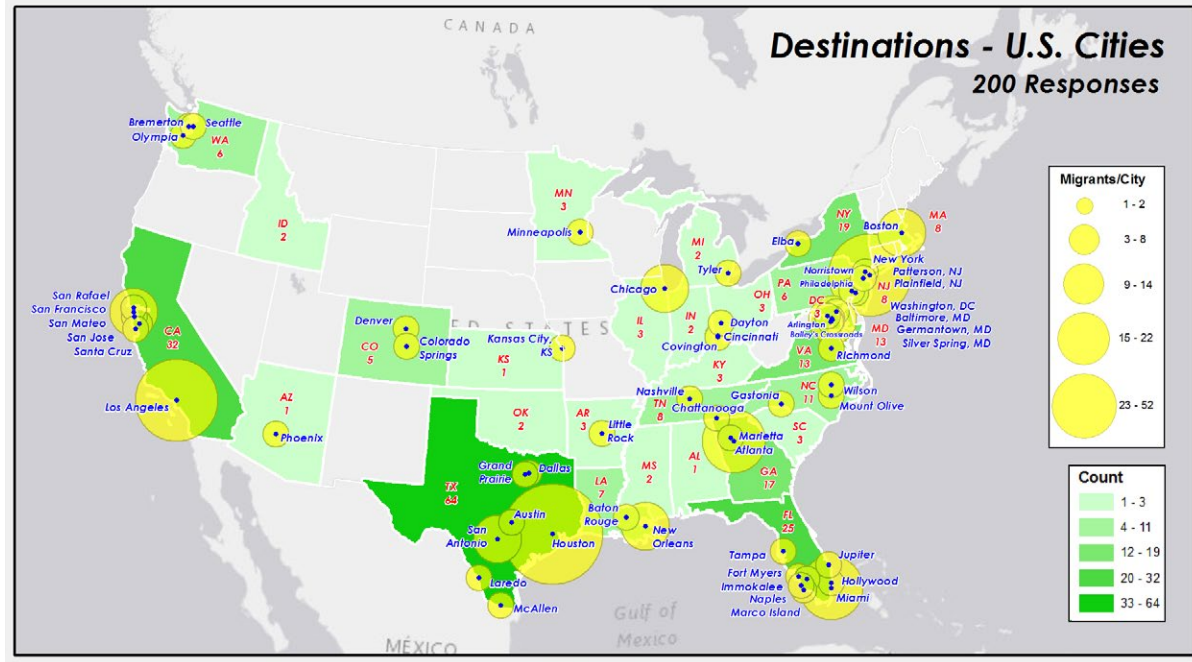 CANADA
Destinations - U.S. Cities
200 Responses
Bremerton
Seattle
Olympia
WA
6
ID
2
MN
3
Minneapolis
MI
2
Tyler
NY
19
Elba
MA
8
Boston
New York
Patterson, NJ
Plainfield, NJ
Norristown
Philadelphia
PA
6
NJ
8
OH
3
DC
3
Washington, DC
Baltimore, MD
Germantown, MD
Silver Spring, MD
MD
13
Arlington
Bailey's Crossroads
VA
13
Richmond
Chicago
IL
3
IN
2
Dayton
Cincinnati
Covington
KY
3
San Rafael
San Francisco
San Mateo
San Jose
Santa Cruz
CA
32
Los Angeles
Denver
Colorado
Springs
CO
5
ED STATES
Kansas City,
KS
KS
1
AZ
1
Phoenix
OK
2
AR
3
Little
Rock
Nashville
TN
8
Chattanooga
Gastonia
NC
11
Wilson
Mount Olive
SC
3
Marietta
Atlanta
GA
17
AL
1
MS
2
LA
7
Baton
Rouge
New
Orleans
TX
64
Grand
Prairie
Dallas
Austin
San
Antonio
Houston
Laredo
McAllen
FL
25
Tampa
Jupiter
Fort Myers
Immokalee
Naples
Marco Island
Hollywood
Miami
Gulf of
Mexico
MÉXICO
Migrants/City
1 - 2
3 - 8
9 - 14
15 - 22
23 - 52
Count
1 - 3
4 - 11
12 - 19
20 - 32
33 - 64